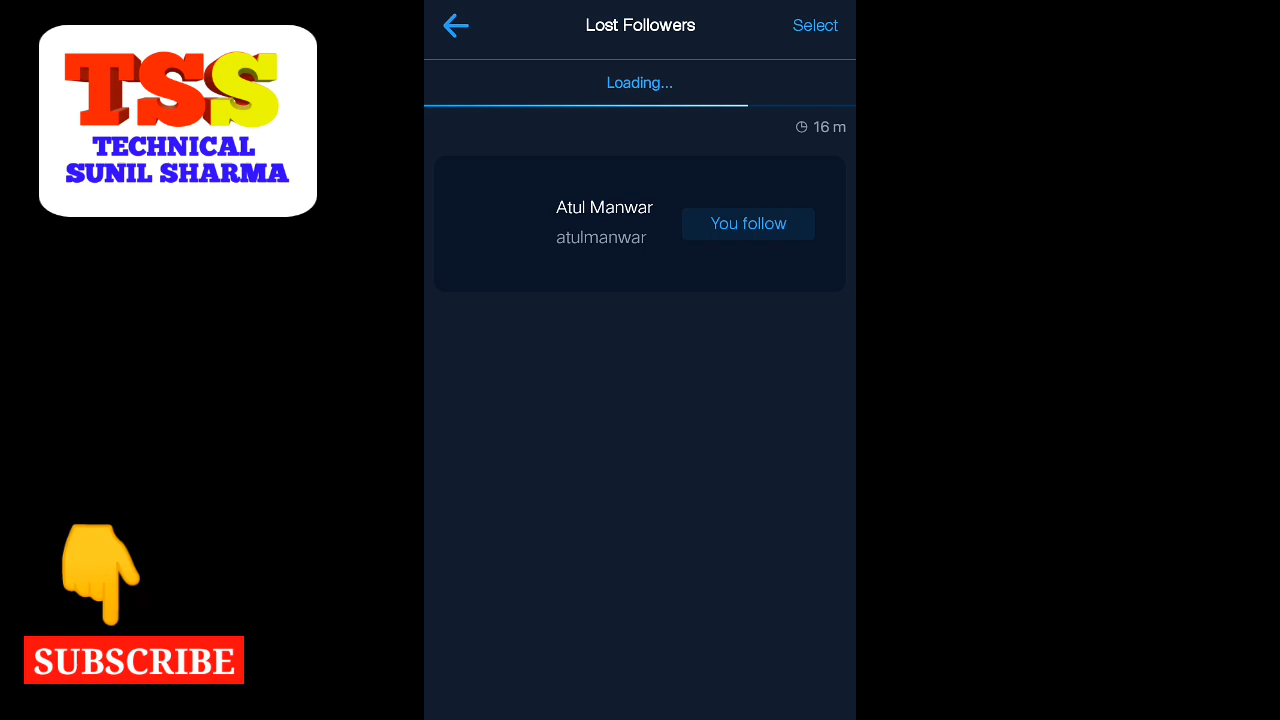 TSS
TECHNICAL
SUNIL SHARMA
Lost Followers
Select
Loading...
16 m
Atul Manwar
atulmanwar
You follow
SUBSCRIBE